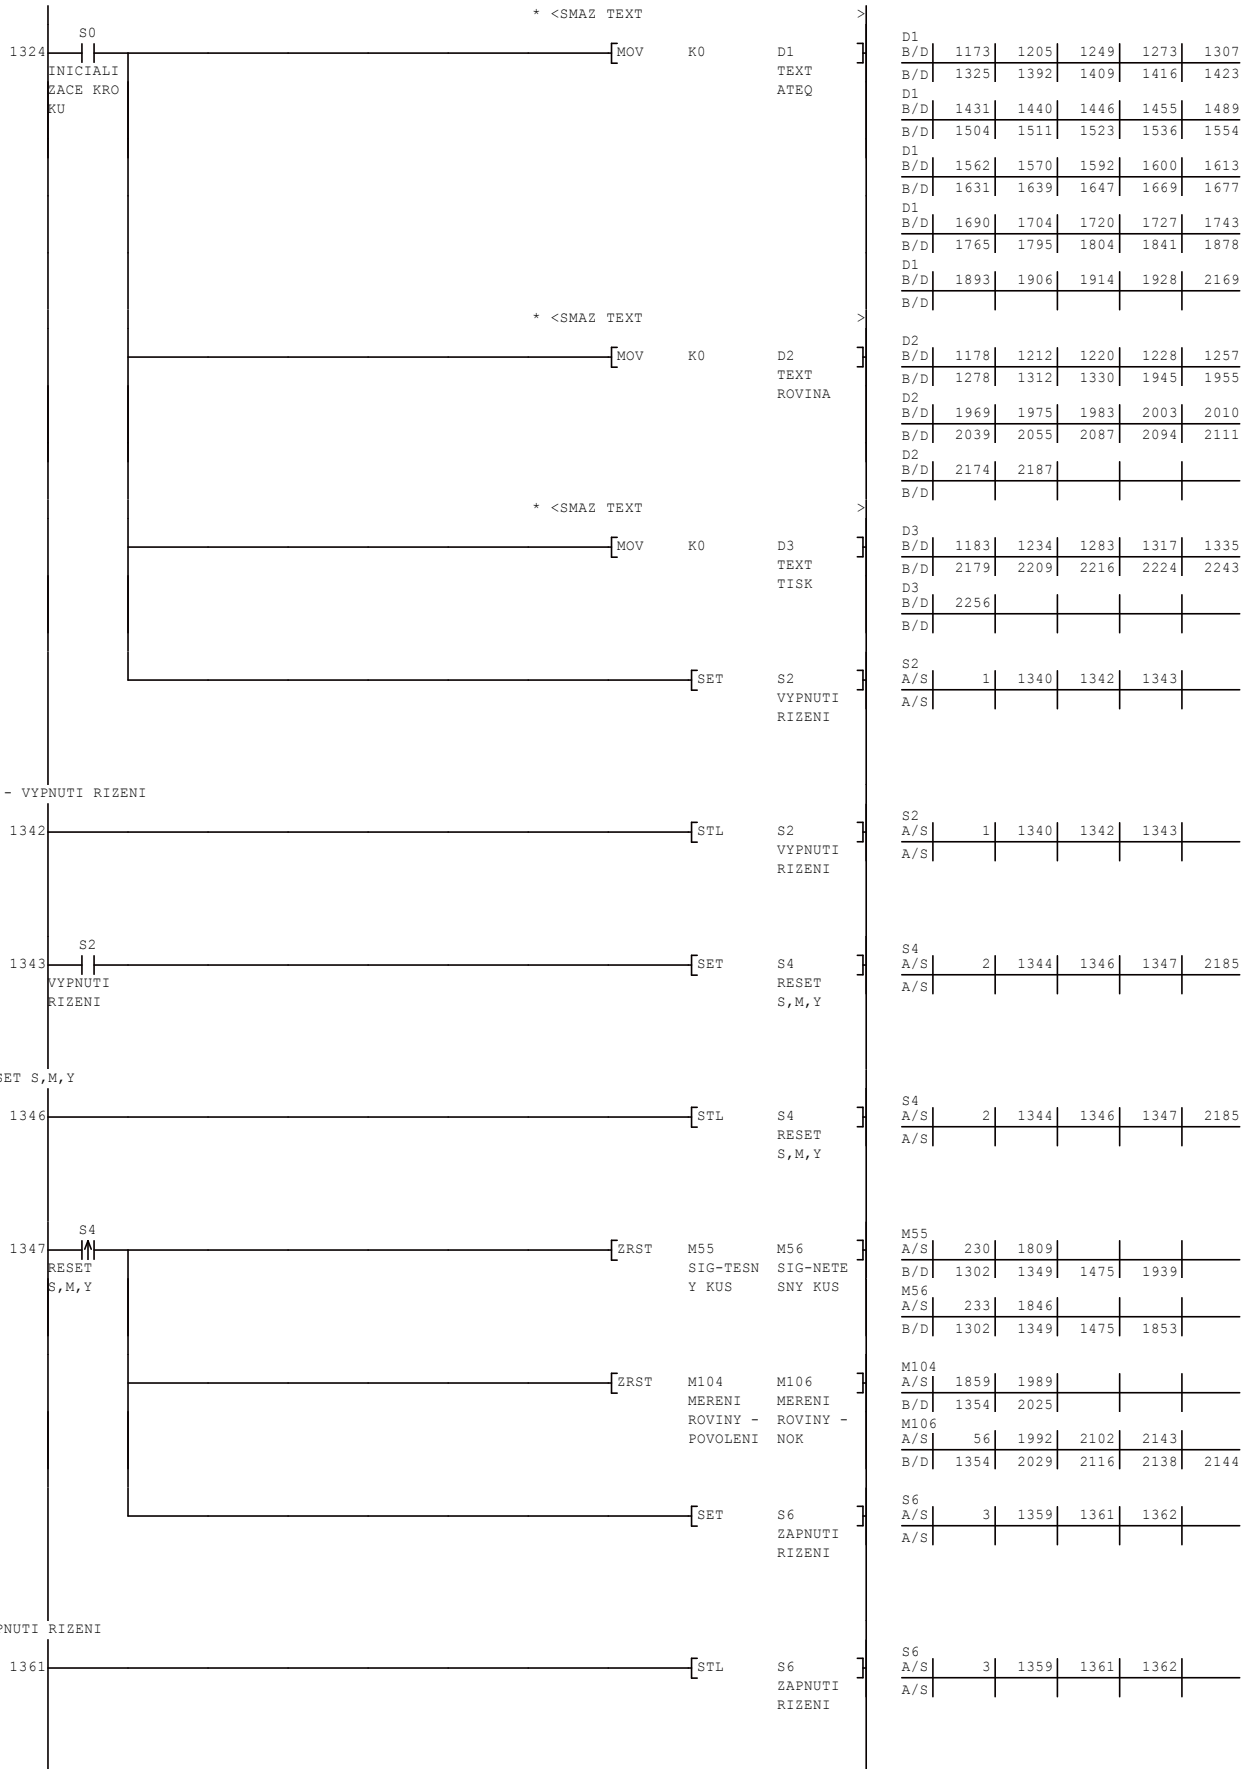 * <SMAZ TEXT >
S0
1324 [MOV K0 D1 ]
INICIALI TEXT
ZACE KRO ATEQ
KU
D1
B/D 1173 1205 1249 1273 1307
B/D 1325 1392 1409 1416 1423
D1
B/D 1431 1440 1446 1455 1489
B/D 1504 1511 1523 1536 1554
D1
B/D 1562 1570 1592 1600 1613
B/D 1631 1639 1647 1669 1677
D1
B/D 1690 1704 1720 1727 1743
B/D 1765 1795 1804 1841 1878
D1
B/D 1893 1906 1914 1928 2169
B/D
* <SMAZ TEXT >
[MOV K0 D2 ]
TEXT
ROVINA
D2
B/D 1178 1212 1220 1228 1257
B/D 1278 1312 1330 1945 1955
D2
B/D 1969 1975 1983 2003 2010
B/D 2039 2055 2087 2094 2111
D2
B/D 2174 2187
B/D
* <SMAZ TEXT >
[MOV K0 D3 ]
TEXT
TISK
D3
B/D 1183 1234 1283 1317 1335
B/D 2179 2209 2216 2224 2243
D3
B/D 2256
B/D
[SET S2 ]
VYPNUTI
RIZENI
S2
A/S 1 1340 1342 1343
A/S
- VYPNUTI RIZENI
1342 [STL S2 ]
VYPNUTI
RIZENI
S2
A/S 1 1340 1342 1343
A/S
S2
1343 [SET S4 ]
VYPNUTI RESET
RIZENI S,M,Y
S4
A/S 2 1344 1346 1347 2185
A/S
SET S,M,Y
1346 [STL S4 ]
RESET
S,M,Y
S4
A/S 2 1344 1346 1347 2185
A/S
S4
1347 [ZRST M55 M56 ]
RESET SIG-TESN SIG-NETE
S,M,Y Y KUS SNY KUS
M55
A/S 230 1809
B/D 1302 1349 1475 1939
M56
A/S 233 1846
B/D 1302 1349 1475 1853
[ZRST M104 M106 ]
MERENI MERENI
ROVINY - ROVINY -
POVOLENI NOK
M104
A/S 1859 1989
B/D 1354 2025
M106
A/S 56 1992 2102 2143
B/D 1354 2029 2116 2138 2144
[SET S6 ]
ZAPNUTI
RIZENI
S6
A/S 3 1359 1361 1362
A/S
PNUTI RIZENI
1361 [STL S6 ]
ZAPNUTI
RIZENI
S6
A/S 3 1359 1361 1362
A/S